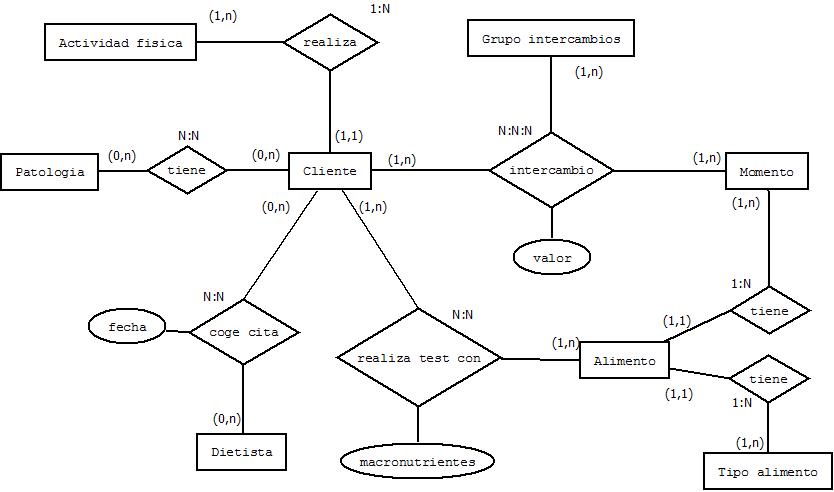 1:N
(1,n)
Actividad fisica
realiza
Grupo intercambios
(1,n)
N:N
(1,1)
N:N:N
(0,n)
(0,n)
(1,n)
(1,n)
Patologia
tiene
Cliente
intercambio
Momento
(0,n)
(1,n)
(1,n)
valor
1:N
N:N
N:N
tiene
(1,1)
fecha
coge cita
realiza test con
(1,n)
Alimento
tiene
(1,1)
1:N
(0,n)
(1,n)
Dietista
macronutrientes
Tipo alimento